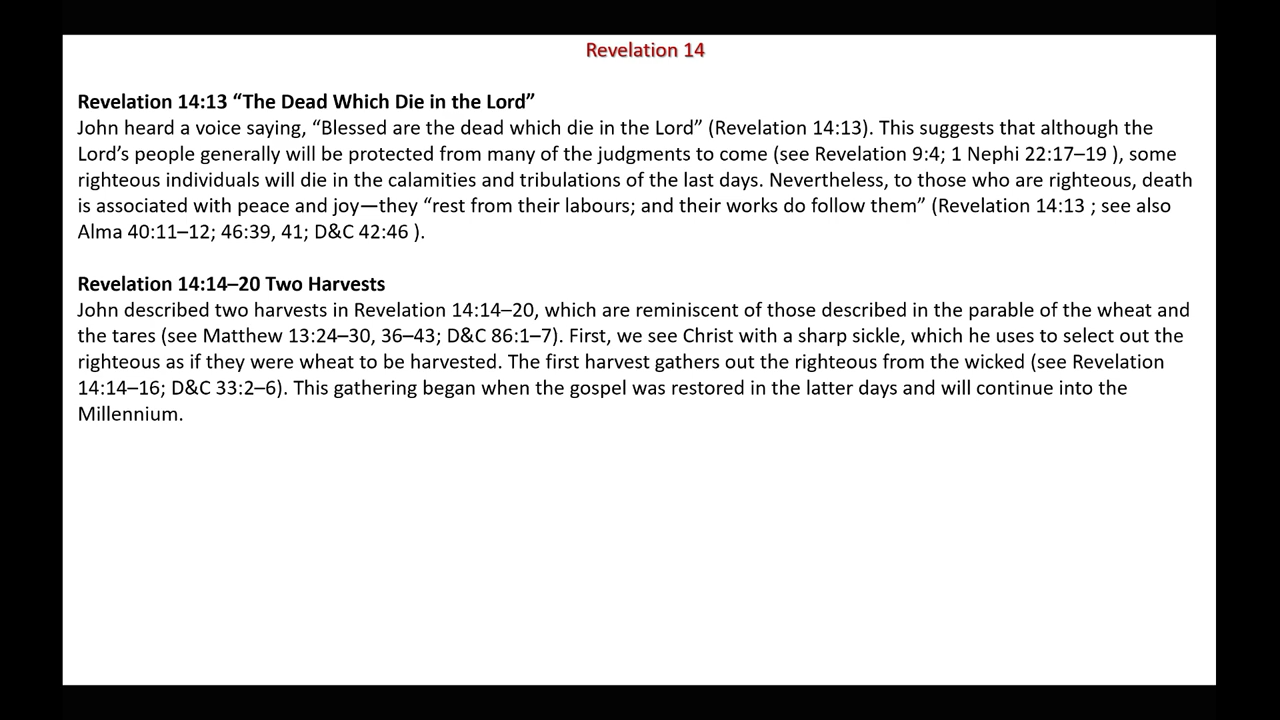 Revelation 14
Revelation 14:13 “The Dead Which Die in the Lord”
John heard a voice saying, “Blessed are the dead which die in the Lord” (Revelation 14:13). This suggests that although the
Lord’s people generally will be protected from many of the judgments to come (see Revelation 9:4; 1 Nephi 22:17–19 ), some
righteous individuals will die in the calamities and tribulations of the last days. Nevertheless, to those who are righteous, death
is associated with peace and joy—they “rest from their labours; and their works do follow them” (Revelation 14:13 ; see also
Alma 40:11–12; 46:39, 41; D&C 42:46 ).
Revelation 14:14–20 Two Harvests
John described two harvests in Revelation 14:14–20, which are reminiscent of those described in the parable of the wheat and
the tares (see Matthew 13:24–30, 36–43; D&C 86:1–7). First, we see Christ with a sharp sickle, which he uses to select out the
righteous as if they were wheat to be harvested. The first harvest gathers out the righteous from the wicked (see Revelation
14:14–16; D&C 33:2–6). This gathering began when the gospel was restored in the latter days and will continue into the
Millennium.